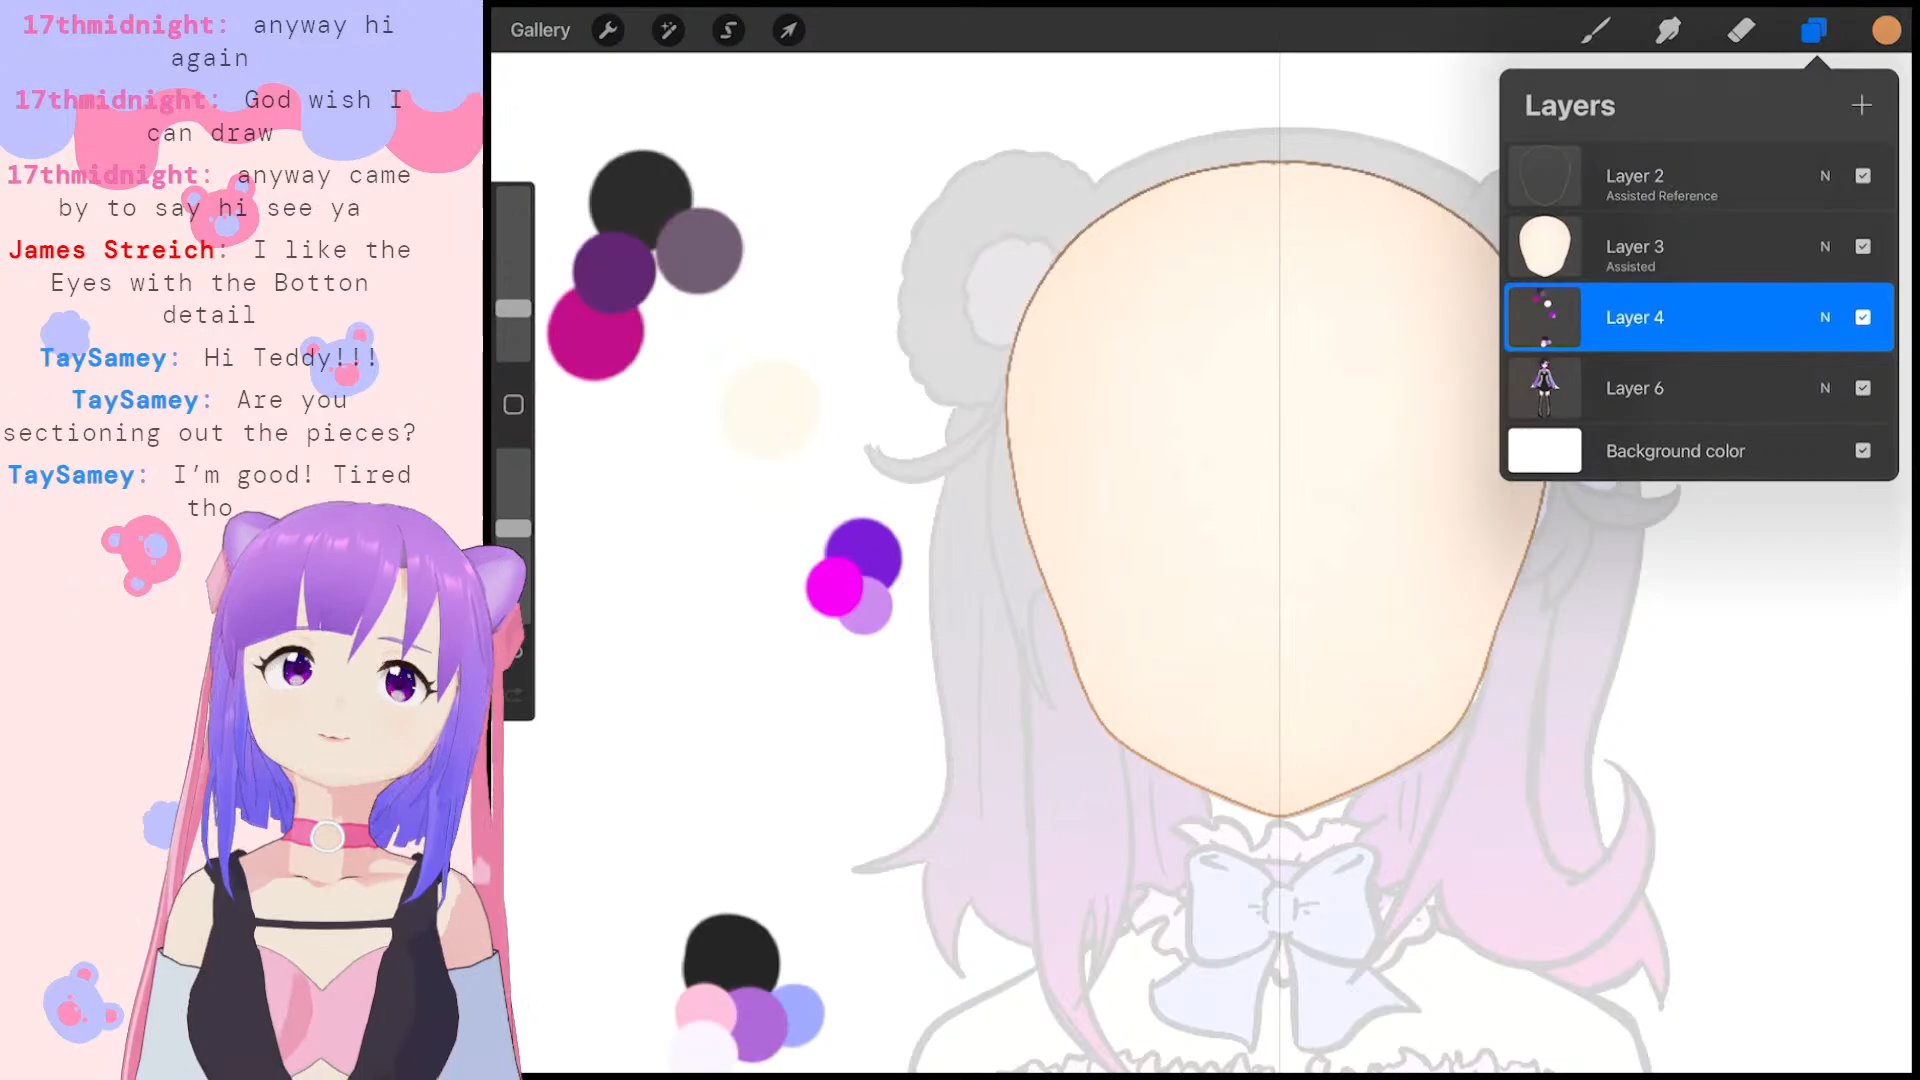 17thmidnight: anyway hi
again
17thmidnight: God wish I
can draw
17thmidnight: anyway came
by to say hi see ya
James Streich: I like the
Eyes with the Botton
detail
TaySamey: Hi Teddy!!!
TaySamey: Are you
sectioning out the pieces?
TaySamey: I'm good! Tired
tho
Gallery
Layers
Layer 2 N
Assisted Reference
Layer 3 N
Assisted
Layer 4 N
Layer 6 N
Background color